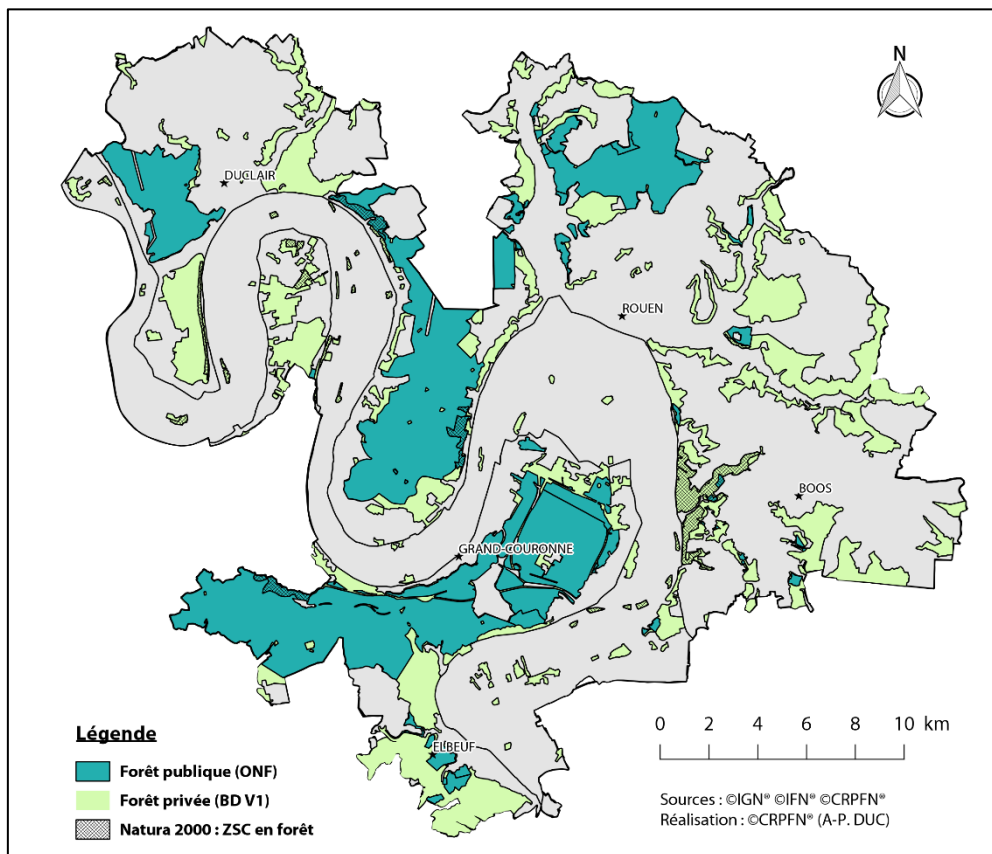 N
DUCLAIR
ROUEN
BOOS
GRAND-COURONNE
ELBEUF
0 2 4 6 8 10 km
Légende
Forêt publique (ONF)
Forêt privée (BD V1)
Natura 2000 : ZSC en forêt
Sources : ©IGN® ©IFN® ©CRPFN®
Réalisation : ©CRPFN® (A-P. DUC)